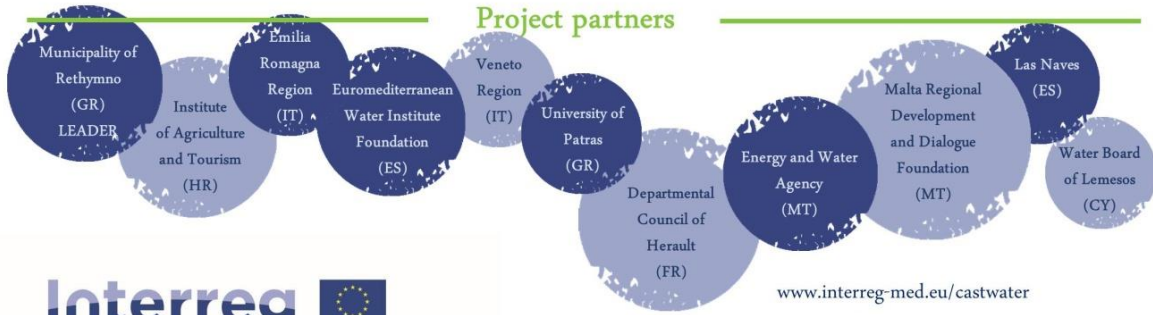 Project partners
Municipality of
Rethymno
(GR)
LEADER
Institute
of Agriculture
and Tourism
(HR)
Emilia
Romagna
Region
(IT)
Euromediterranean
Water Institute
Foundation
(ES)
Veneto
Region
(IT)
University of
Patras
(GR)
Departmental
Council of
Herault
(FR)
Energy and Water
Agency
(MT)
Malta Regional
Development
and Dialogue
Foundation
(MT)
Las Naves
(ES)
Water Board
of Lemesos
(CY)
Interreg
www.interreg-med.eu/castwater